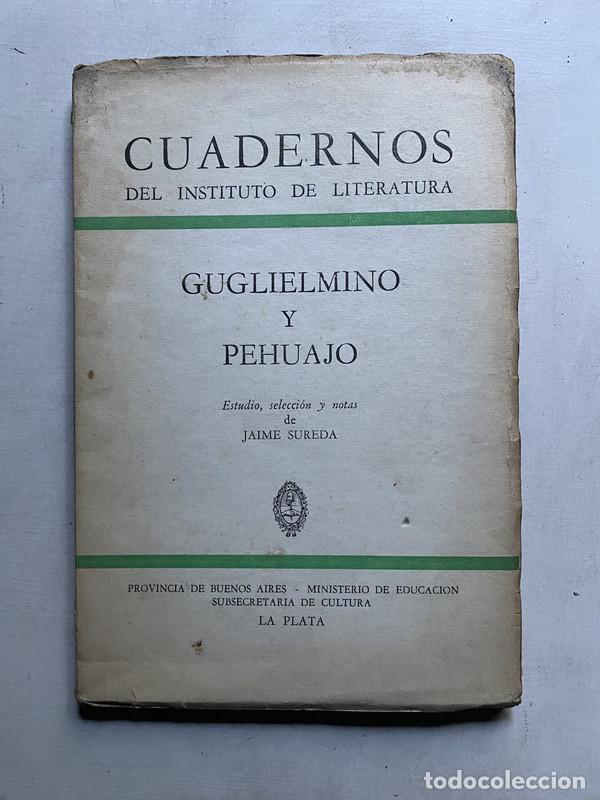 CUADERNOS
DEL INSTITUTO DE LITERATURA
GUGLIELMINO
Y
PEHUAJO
Estudio, selección y notas
de
JAIME SUREDA
PROVINCIA DE BUENOS AIRES - MINISTERIO DE EDUCACION
SUBSECRETARIA DE CULTURA
LA PLATA
todocoleccion